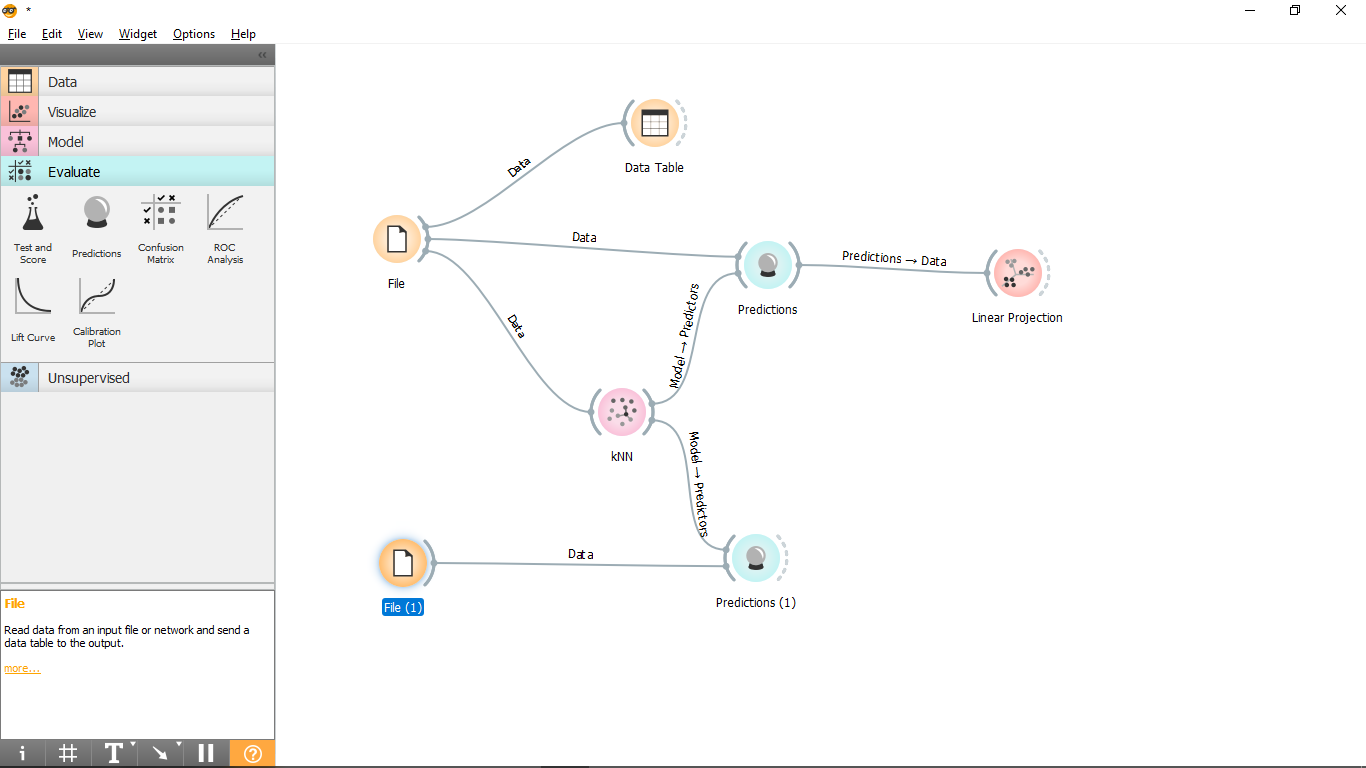 *
File Edit View Widget Options Help
«
Data
Visualize
Model
Evaluate
Test and
Score
Predictions
Confusion
Matrix
ROC
Analysis
Lift Curve
Calibration
Plot
Unsupervised
File
Read data from an input file or network and send a
data table to the output.
more...
i # T ?
Data
Data Table
Data
File
Data
Predictions
Predictions → Data
Linear Projection
Model → Predictors
kNN
Model → Predictors
Data
File (1)
Predictions (1)